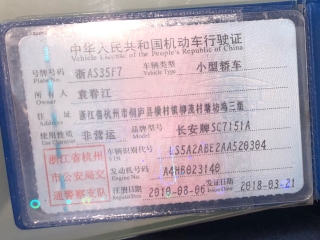 中华人民共和国机动车行驶证
Vehicle License of the People's Republic of China
号牌号码 浙AS35F7 车辆类型 小型轿车
Plate No. Vehicle Type
所有人 袁春江
住址 浙江省杭州市桐庐县横村镇柳茂村塘坊坞三组
使用性质 非营运 品牌型号 长安牌SC7151A
Use Character Model
浙江省杭州
市公安局交
通警察支队
车辆识别代号 LS5A2ABE2AA520304
VIN
发动机号码 A4HB023140
Engine No.
注册日期 2010-08-06 发证日期 2018-03-21
Register Date Issue Date